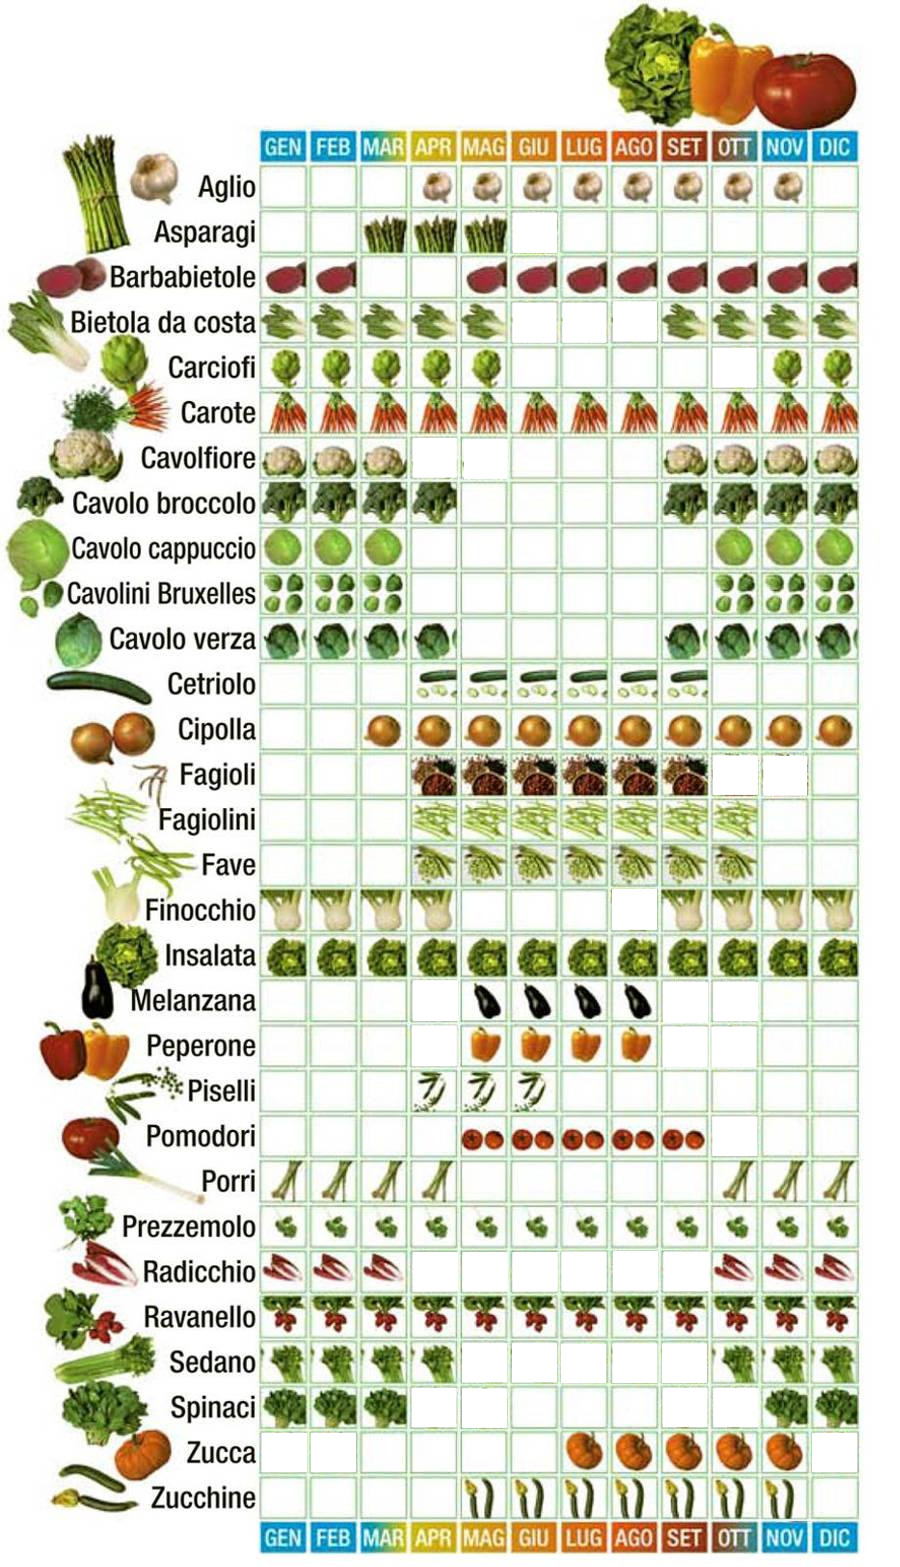 GEN FEB MAR APR MAG GIU LUG AGO SET OTT NOV DIC
Aglio
Asparagi
Barbabietole
Bietola da costa
Carciofi
Carote
Cavolfiore
Cavolo broccolo
Cavolo cappuccio
Cavolini Bruxelles
Cavolo verza
Cetriolo
Cipolla
Fagioli
Fagiolini
Fave
Finocchio
Insalata
Melanzana
Peperone
Piselli
Pomodori
Porri
Prezzemolo
Radicchio
Ravanello
Sedano
Spinaci
Zucca
Zucchine
GEN FEB MAR APR MAG GIU LUG AGO SET OTT NOV DIC